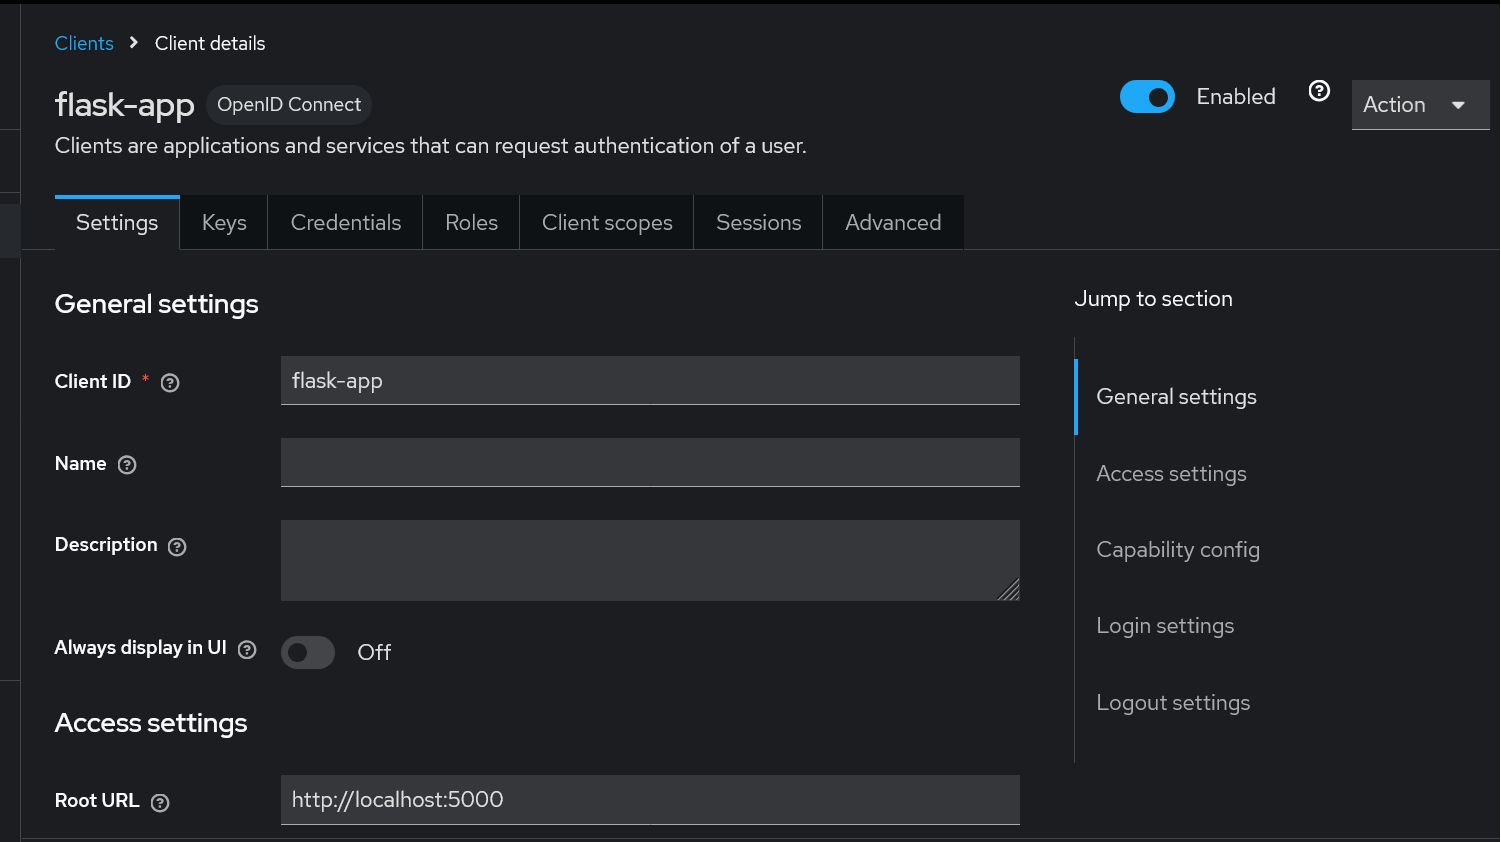 Clients > Client details
flask-app OpenID Connect
Enabled
Action
Clients are applications and services that can request authentication of a user.
Settings Keys Credentials Roles Client scopes Sessions Advanced
General settings
Client ID * flask-app
Name
Description
Always display in UI Off
Access settings
Root URL http://localhost:5000
Jump to section
General settings
Access settings
Capability config
Login settings
Logout settings